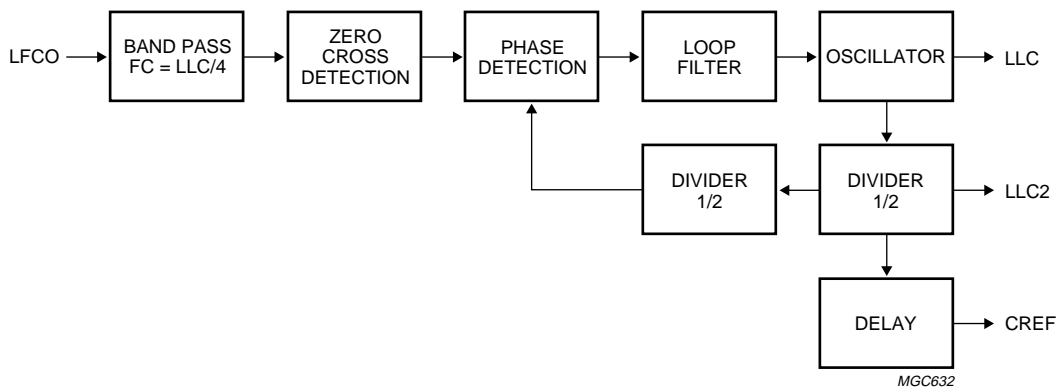 LFCO
BAND PASS
FC = LLC/4
ZERO
CROSS
DETECTION
PHASE
DETECTION
LOOP
FILTER
OSCILLATOR
LLC
DIVIDER
1/2
DIVIDER
1/2
LLC2
DELAY
CREF
MGC632